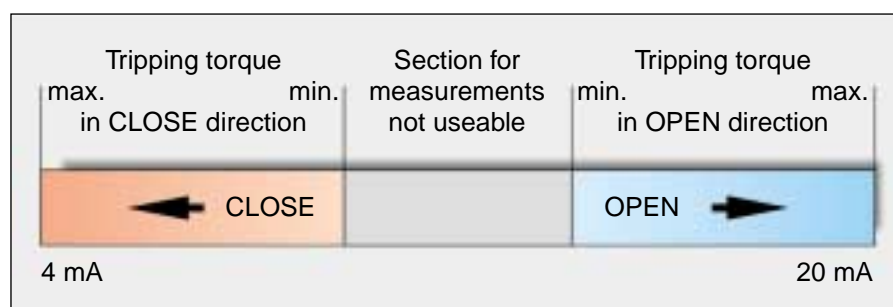 Tripping torque
max. min.
in CLOSE direction
Section for
measurements
not useable
Tripping torque
min. max.
in OPEN direction
CLOSE
OPEN
4 mA
20 mA